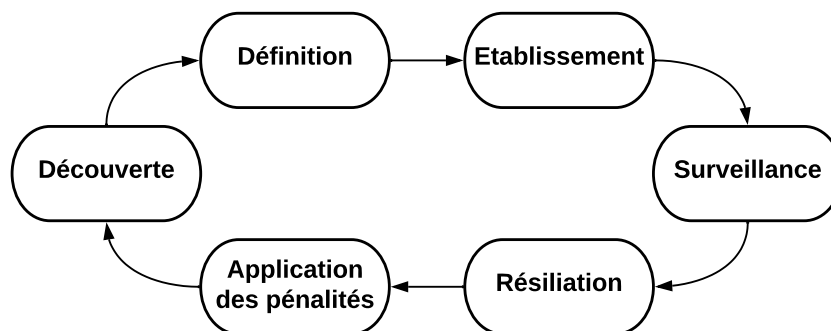 Définition
Etablissement
Découverte
Surveillance
Application
des pénalités
Résiliation